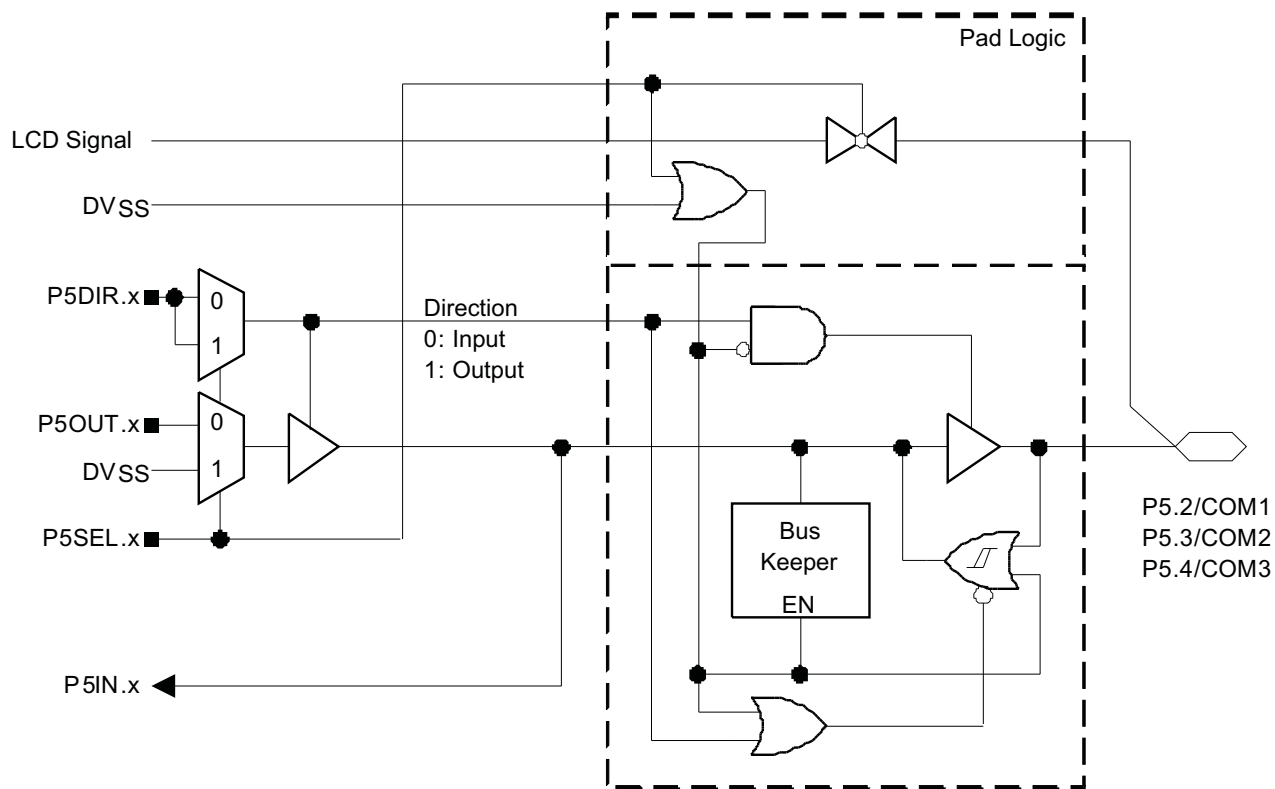 Pad Logic
LCD Signal
DVSS
P5DIR.x
0
1
Direction
0: Input
1: Output
P5OUT.x
0
DVSS
1
P5SEL.x
Bus
Keeper
EN
P5.2/COM1
P5.3/COM2
P5.4/COM3
P5IN.x